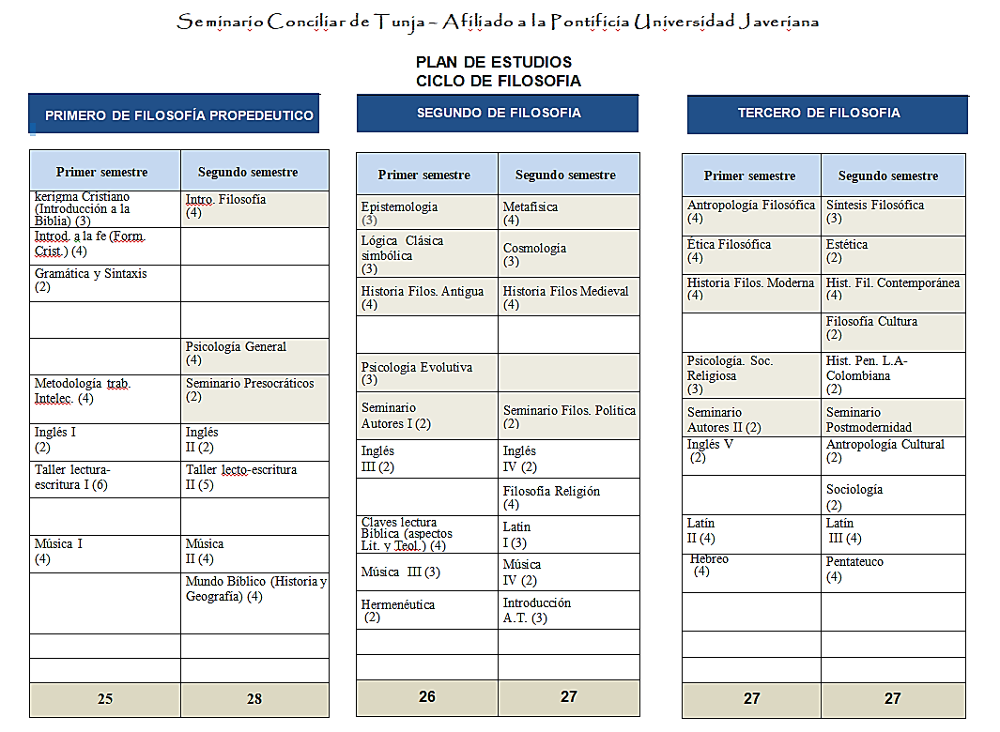 Seminario Conciliar de Tunja – Afiliado a la Pontificia Universidad Javeriana
PLAN DE ESTUDIOS
CICLO DE FILOSOFIA
PRIMERO DE FILOSOFÍA PROPEDEUTICO
Primer semestre
Segundo semestre
kerigma Cristiano
(Introducción a la
Biblia) (3)
Intro. Filosofía
(4)
Introd. a la fe (Form.
Crist.) (4)
Gramática y Sintaxis
(2)
Psicología General
(4)
Metodología trab.
Intelec. (4)
Seminario Presocráticos
(2)
Inglés I
(2)
Inglés
II (2)
Taller lectura-
escritura I (6)
Taller lecto-escritura
II (5)
Música I
(4)
Música
II (4)
Mundo Bíblico (Historia y
Geografía) (4)
25
28
SEGUNDO DE FILOSOFIA
Primer semestre
Segundo semestre
Epistemología
(3)
Metafísica
(4)
Lógica Clásica
simbólica
(3)
Cosmología
(3)
Historia Filos. Antigua
(4)
Historia Filos Medieval
(4)
Psicología Evolutiva
(3)
Seminario
Autores I (2)
Seminario Filos. Política
(2)
Inglés
III (2)
Inglés
IV (2)
Filosofía Religión
(4)
Claves lectura
Bíblica (aspectos
Lit. y Teol.) (4)
Latín
I (3)
Música III (3)
Música
IV (2)
Hermenéutica
(2)
Introducción
A.T. (3)
26
27
TERCERO DE FILOSOFIA
Primer semestre
Segundo semestre
Antropología Filosófica
(4)
Síntesis Filosófica
(3)
Ética Filosófica
(4)
Estética
(2)
Historia Filos. Moderna
(4)
Hist. Fil. Contemporánea
(4)
Filosofía Cultura
(2)
Psicología. Soc.
Religiosa
(3)
Hist. Pen. L.A-
Colombiana
(2)
Seminario
Autores II (2)
Seminario
Postmodernidad
Inglés V
(2)
Antropología Cultural
(2)
Sociología
(2)
Latín
II (4)
Latín
III (4)
Hebreo
(4)
Pentateuco
(4)
27
27